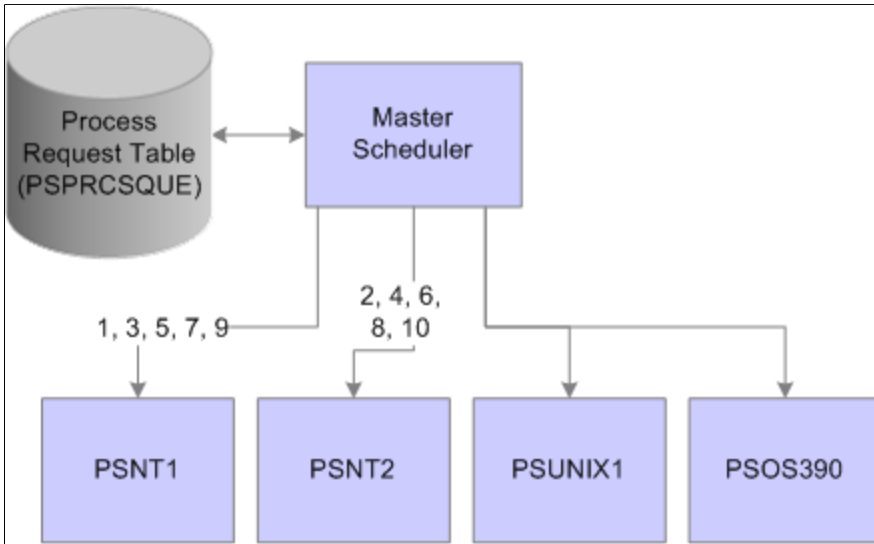 Process
Request Table
(PSPRCSQUE)
Master
Scheduler
1, 3, 5, 7, 9
2, 4, 6,
8, 10
PSNT1
PSNT2
PSUNIX1
PSOS390